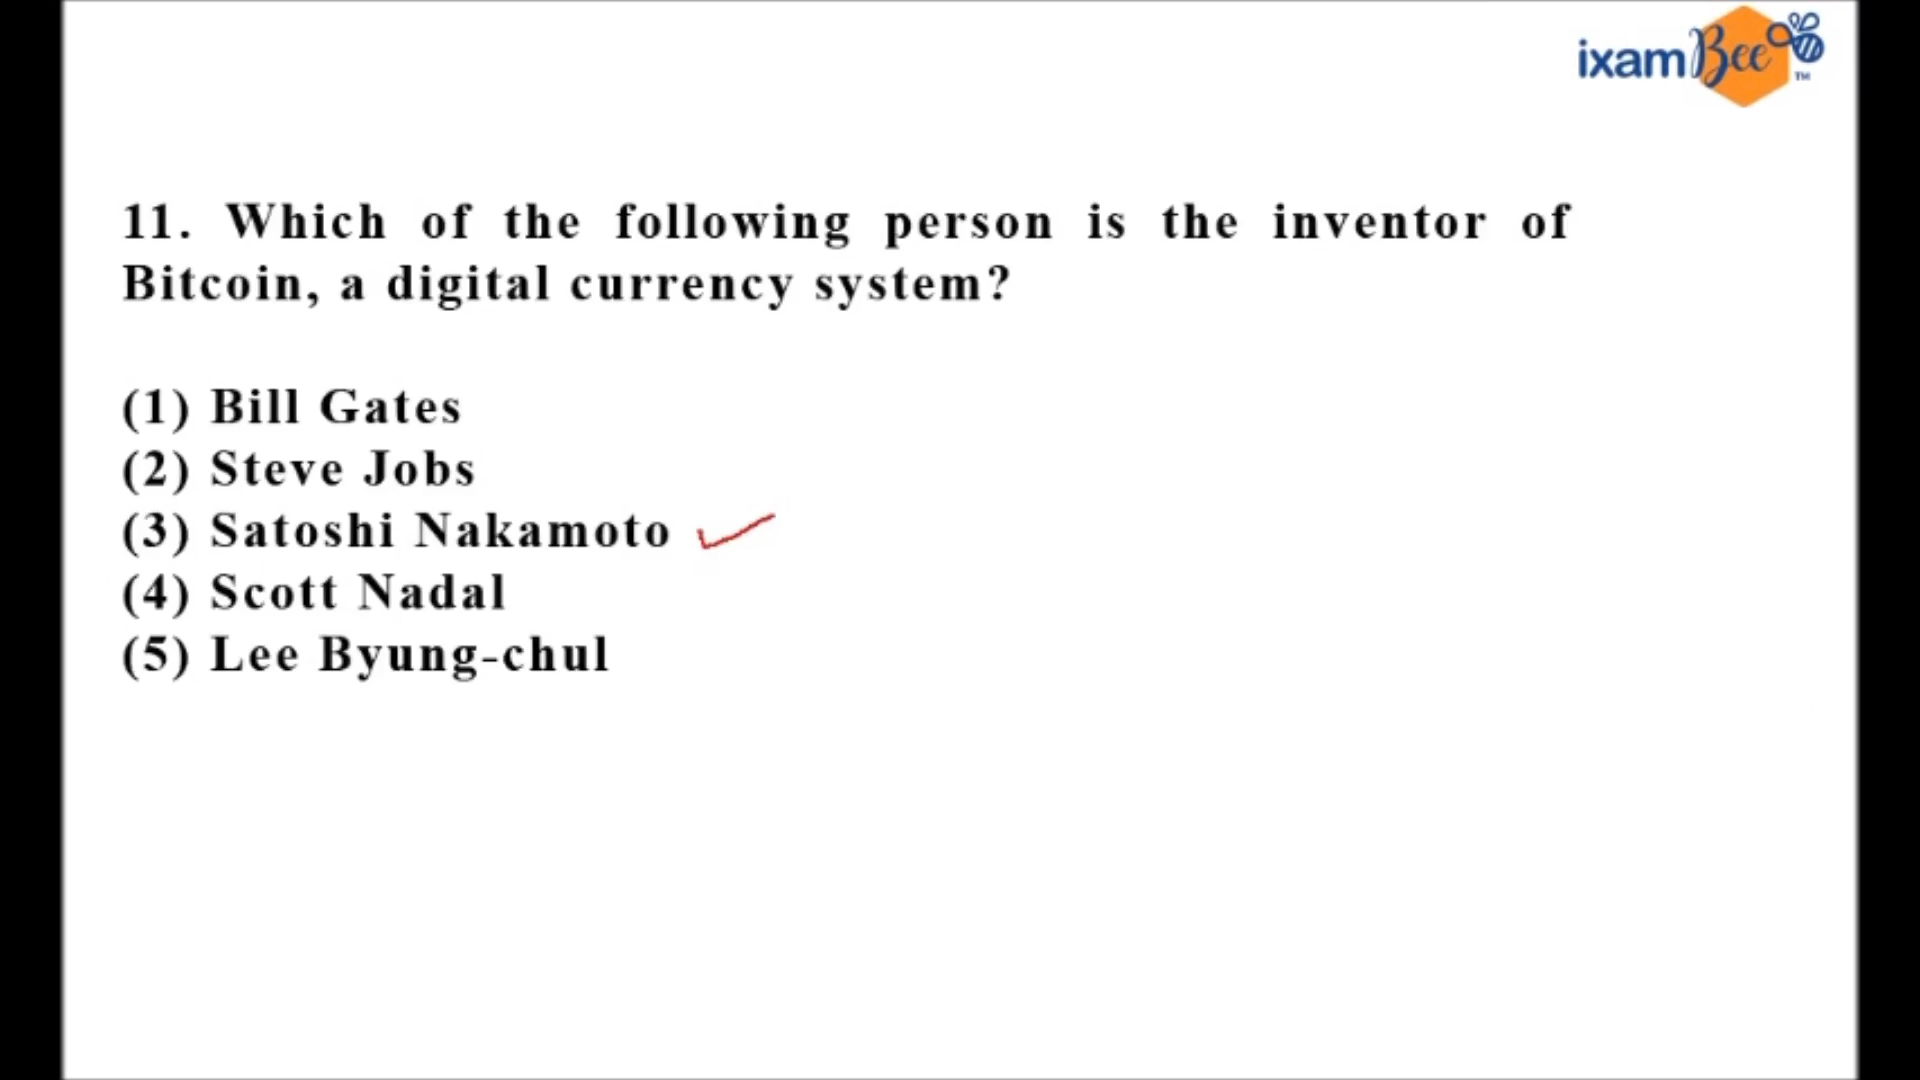 ixamBee™
11. Which of the following person is the inventor of
Bitcoin, a digital currency system?
(1) Bill Gates
(2) Steve Jobs
(3) Satoshi Nakamoto
(4) Scott Nadal
(5) Lee Byung-chul